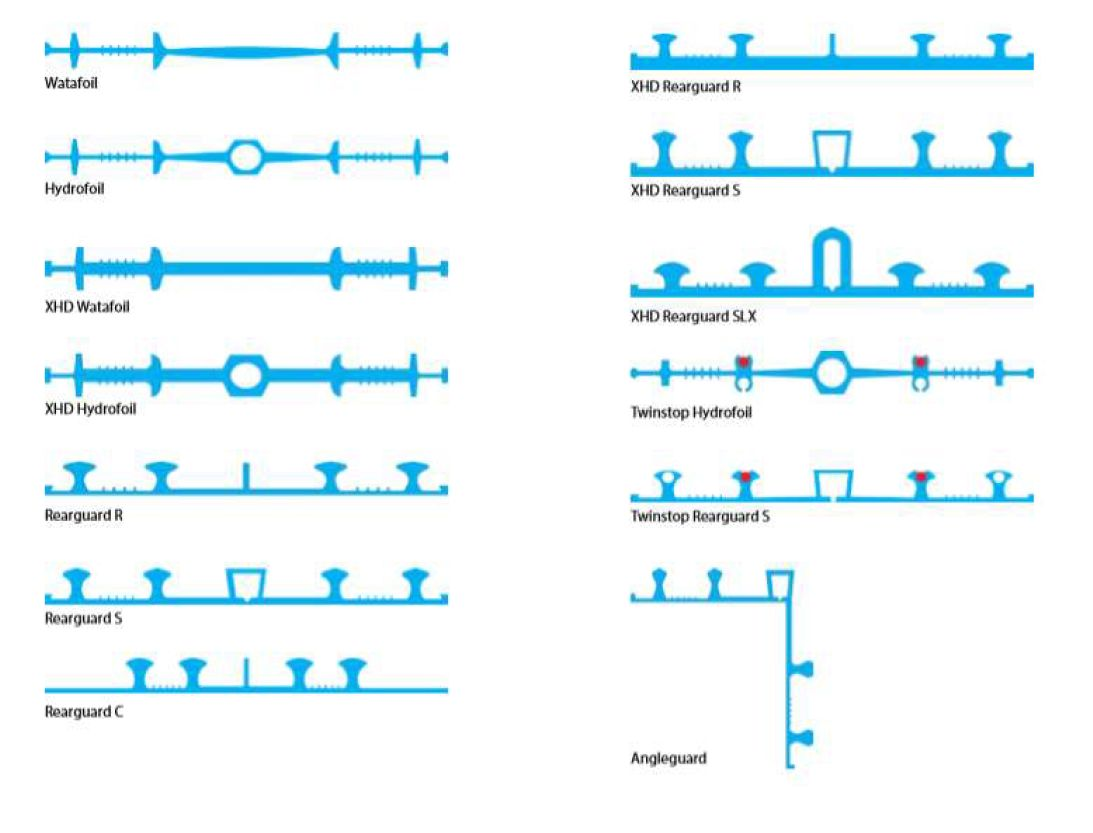 Watafoil
Hydrofoil
XHD Watafoil
XHD Hydrofoil
Rearguard R
Rearguard S
Rearguard C
XHD Rearguard R
XHD Rearguard S
XHD Rearguard SLX
Twinstop Hydrofoil
Twinstop Rearguard S
Angleguard